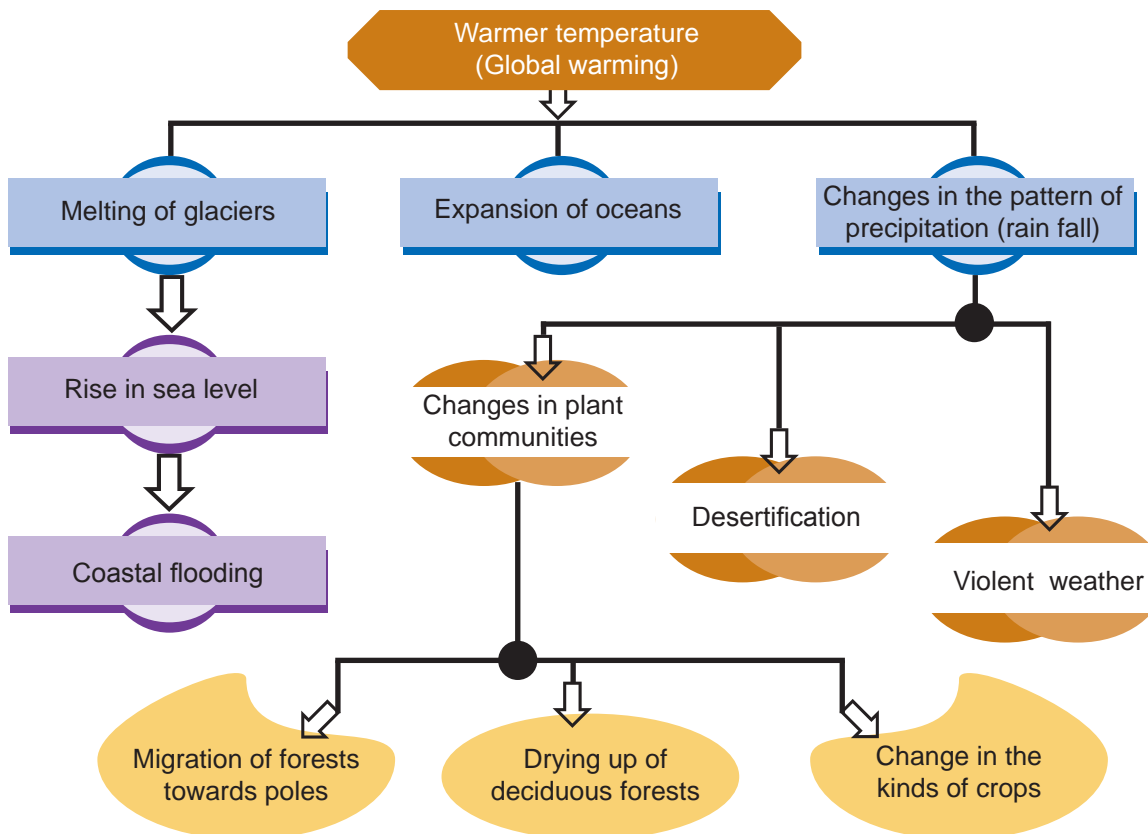 Warmer temperature
(Global warming)
Melting of glaciers
Expansion of oceans
Changes in the pattern of
precipitation (rain fall)
Rise in sea level
Changes in plant
communities
Desertification
Coastal flooding
Violent weather
Migration of forests
towards poles
Drying up of
deciduous forests
Change in the
kinds of crops